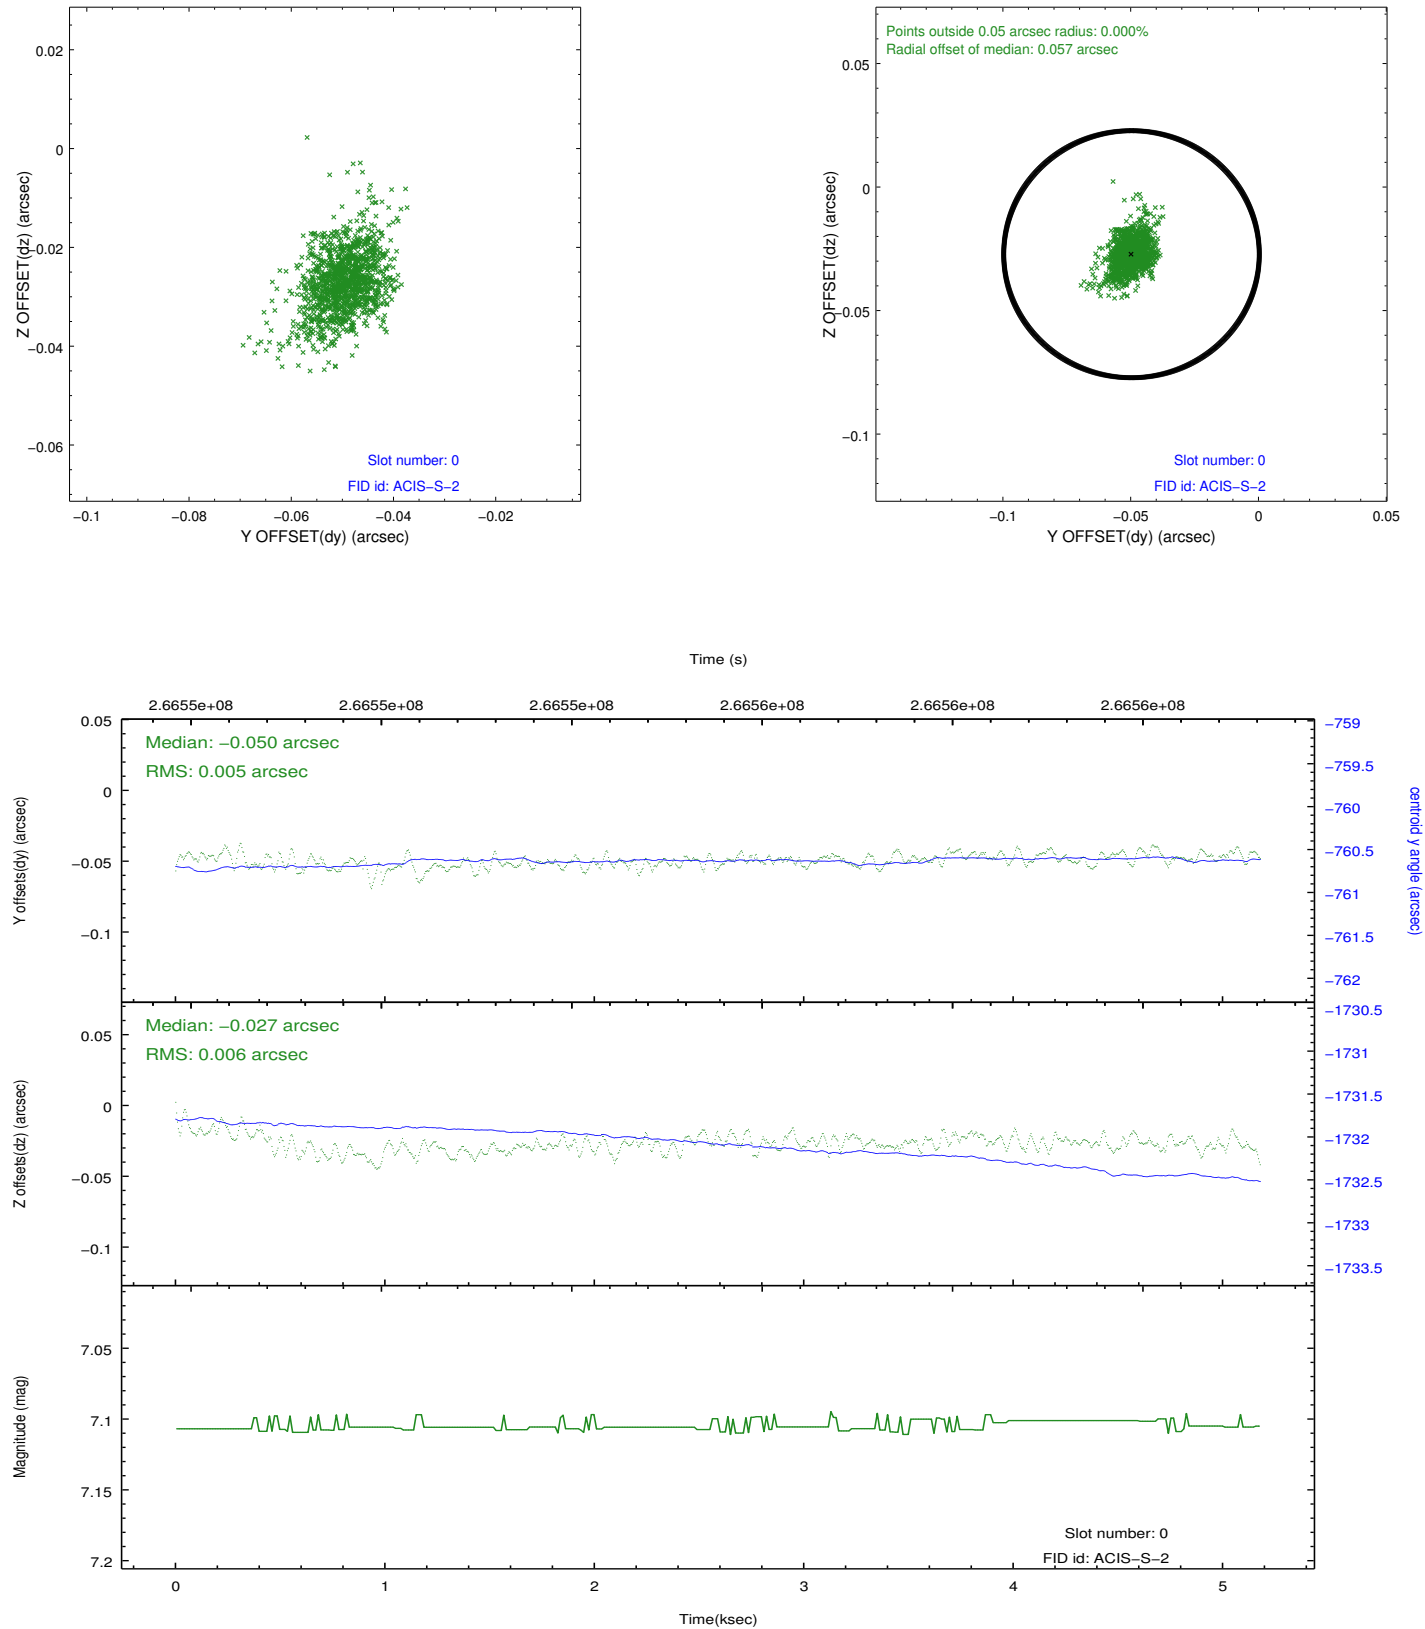 0.02
0
−0.02
−0.04
−0.06
Z OFFSET(dz) (arcsec)
Slot number: 0
FID id: ACIS−S−2
−0.1
−0.08
−0.06
−0.04
−0.02
Y OFFSET(dy) (arcsec)
Points outside 0.05 arcsec radius: 0.000%
Radial offset of median: 0.057 arcsec
0.05
0
−0.05
−0.1
Z OFFSET(dz) (arcsec)
Slot number: 0
FID id: ACIS−S−2
−0.1
−0.05
0
0.05
Y OFFSET(dy) (arcsec)
Time (s)
2.6655e+08
2.6655e+08
2.6655e+08
2.6656e+08
2.6656e+08
2.6656e+08
Median: −0.050 arcsec
RMS: 0.005 arcsec
0.05
0
−0.05
−0.1
Y offsets(dy) (arcsec)
−759
−759.5
−760
−760.5
−761
−761.5
−762
centroid y angle (arcsec)
Median: −0.027 arcsec
RMS: 0.006 arcsec
0.05
0
−0.05
−0.1
Z offsets(dz) (arcsec)
−1730.5
−1731
−1731.5
−1732
−1732.5
−1733
−1733.5
7.05
7.1
7.15
7.2
Magnitude (mag)
Slot number: 0
FID id: ACIS−S−2
0
1
2
3
4
5
Time(ksec)